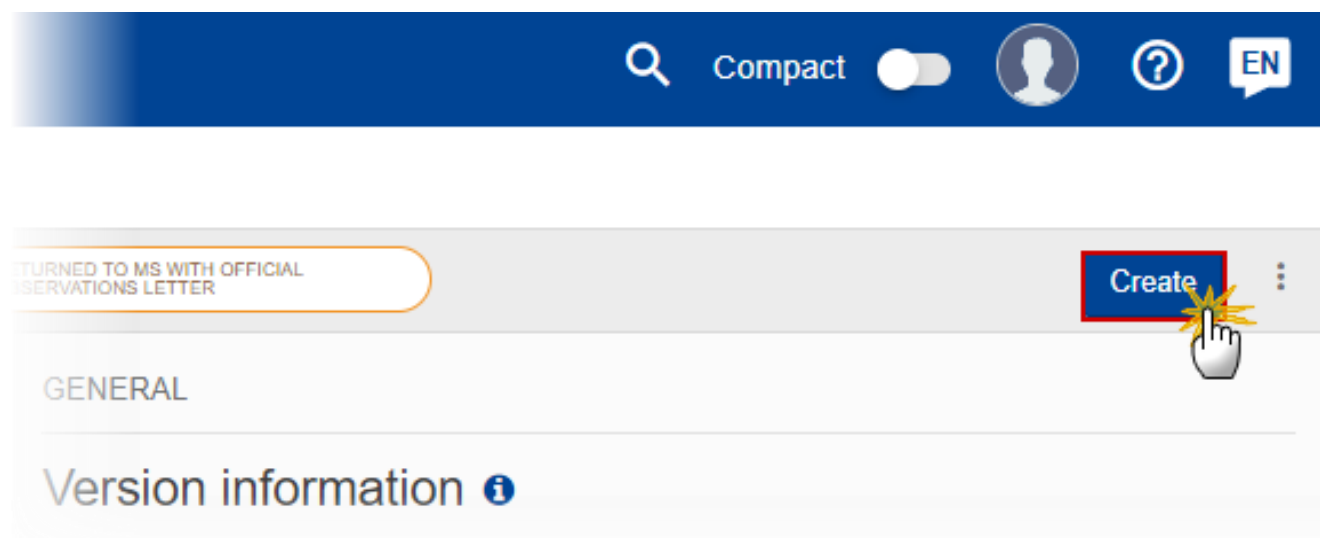 Compact EN
TURNED TO MS WITH OFFICIAL
SERVATIONS LETTER
Create
GENERAL
Version information